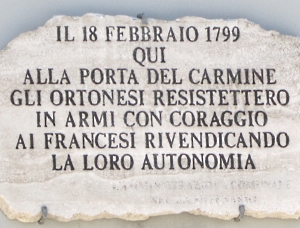 IL 18 FEBBRAIO 1799
QUI
ALLA PORTA DEL CARMINE
GLI ORTONESI RESISTETTERO
IN ARMI CON CORAGGIO
AI FRANCESI RIVENDICANDO
LA LORO AUTONOMIA